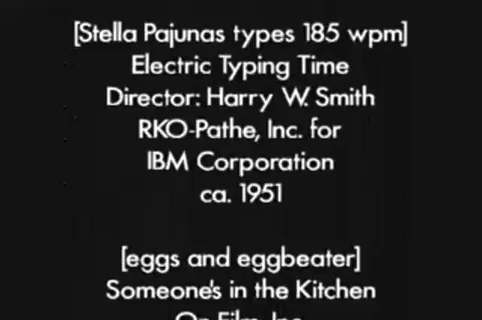 [Stella Pajunas types 185 wpm]
Electric Typing Time
Director: Harry W. Smith
RKO-Pathe, Inc. for
IBM Corporation
ca. 1951
[eggs and eggbeater]
Someone's in the Kitchen
On Film, Inc.